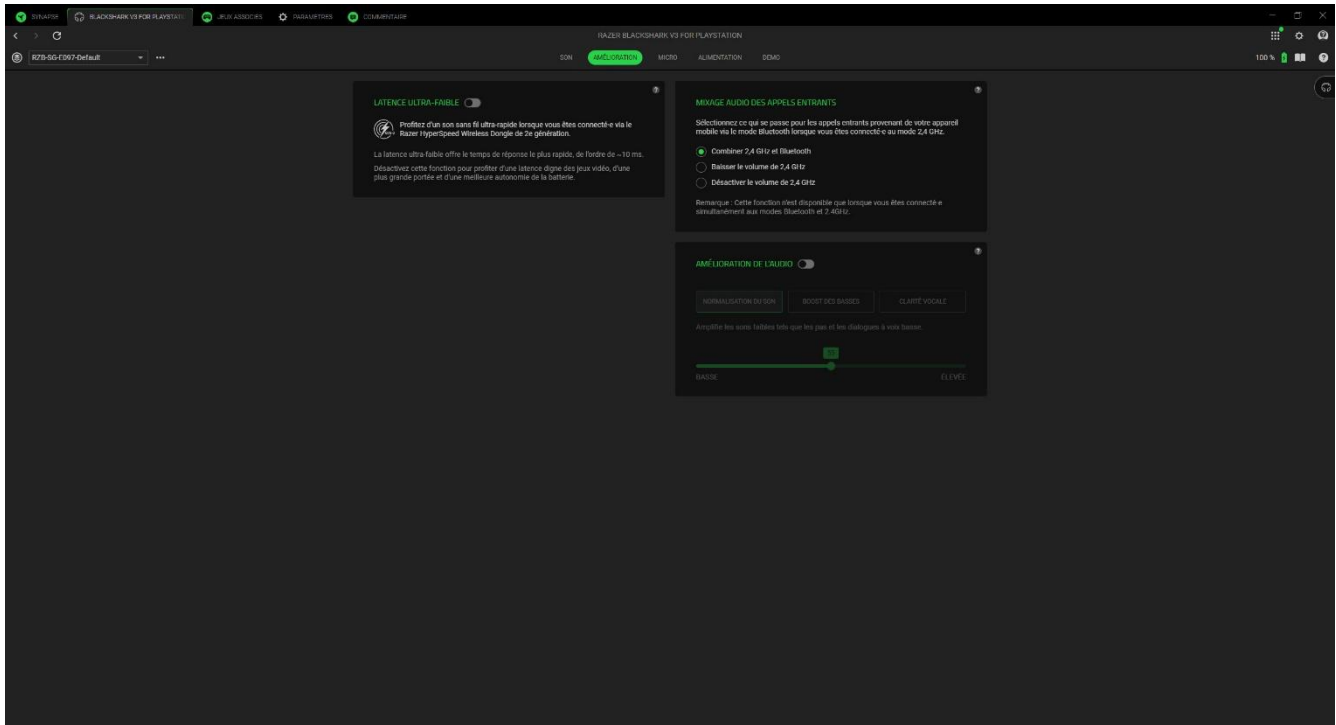 SYNAPSE
BLACKSHARK V3 FOR PLAYSTATI
JEUX ASSOCIÉS
PARAMÈTRES
COMMENTAIRE
RAZER BLACKSHARK V3 FOR PLAYSTATION
RZB-SG-E097-Default
SON
AMÉLIORATION
MICRO
ALIMENTATION
DEMO
100 %
LATENCE ULTRA-FAIBLE
Profitez d'un son sans fil ultra-rapide lorsque vous êtes connecté·e via le
Razer HyperSpeed Wireless Dongle de 2e génération.
La latence ultra-faible offre le temps de réponse le plus rapide, de l'ordre de ~10 ms.
Désactivez cette fonction pour profiter d'une latence digne des jeux vidéo, d'une
plus grande portée et d'une meilleure autonomie de la batterie.
MIXAGE AUDIO DES APPELS ENTRANTS
Sélectionnez ce qui se passe pour les appels entrants provenant de votre appareil
mobile via le mode Bluetooth lorsque vous êtes connecté·e au mode 2,4 GHz.
Combiner 2,4 GHz et Bluetooth
Baisser le volume de 2,4 GHz
Désactiver le volume de 2,4 GHz
Remarque : Cette fonction n'est disponible que lorsque vous êtes connecté·e
simultanément aux modes Bluetooth et 2.4GHz.
AMÉLIORATION DE L'AUDIO
NORMALISATION DU SON
BOOST DES BASSES
CLARTÉ VOCALE
Amplifie les sons faibles tels que les pas et les dialogues à voix basse.
BASSE
ÉLEVÉE